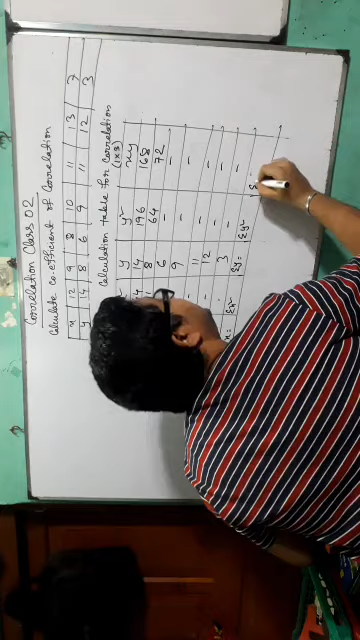 Correlation Class 02
Calculate co-efficient of Correlation
x 12 9 8 10 11 13 7
y 14 8 6 9 11 12 3
Calculation table for Correlation
(1×3)
y y² xy
14 196 168
8 64 72
6 - -
9 - -
11 - -
12 - -
3 - -
Σy= Σy² Σ